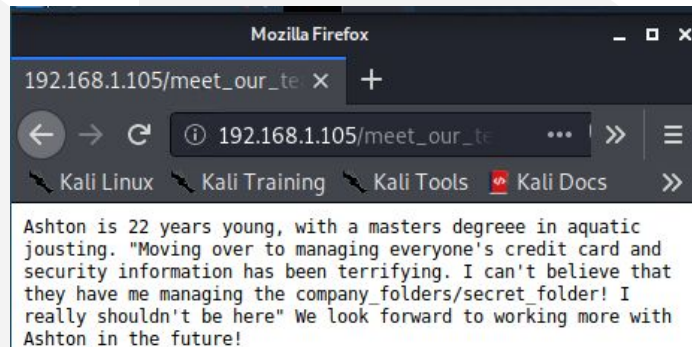 Mozilla Firefox
192.168.1.105/meet_our_te
192.168.1.105/meet_our_te
Kali Linux Kali Training Kali Tools Kali Docs
Ashton is 22 years young, with a masters degreee in aquatic
jousting. "Moving over to managing everyone's credit card and
security information has been terrifying. I can't believe that
they have me managing the company_folders/secret_folder! I
really shouldn't be here" We look forward to working more with
Ashton in the future!